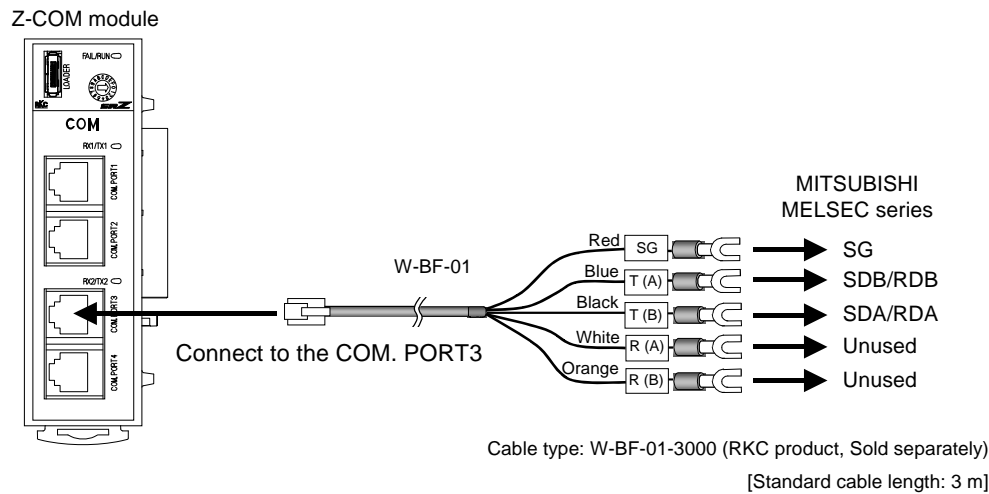 Z-COM module
FAIL/RUN
LOADER
RKC
SRZ
COM
RX1/TX1
COM.PORT1
COM.PORT2
RX2/TX2
COM.PORT3
COM.PORT4
Connect to the COM. PORT3
W-BF-01
MITSUBISHI
MELSEC series
Red SG SG
Blue T (A) SDB/RDB
Black T (B) SDA/RDA
White R (A) Unused
Orange R (B) Unused
Cable type: W-BF-01-3000 (RKC product, Sold separately)
[Standard cable length: 3 m]